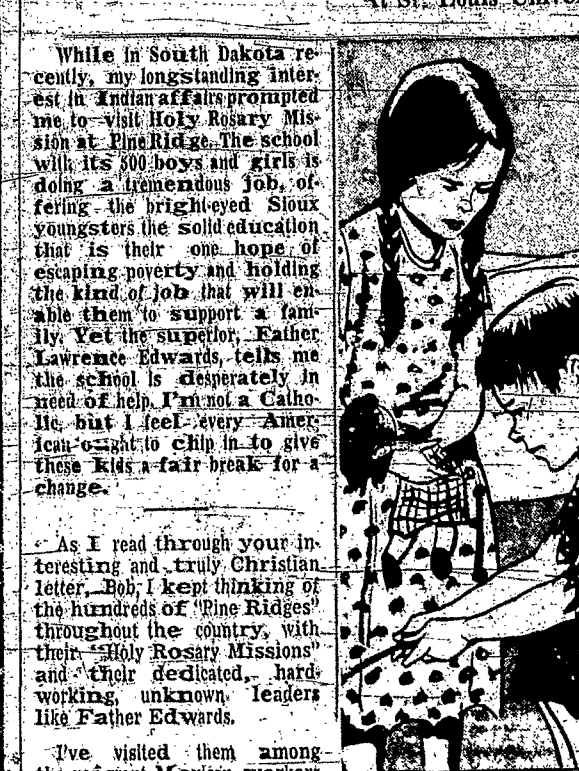 At St. Louis
While in South Dakota re-
cently, my longstanding inter-
est in Indian affairs prompted
me to visit Holy Rosary Mis-
sion at Pine Ridge. The school
with its 500 boys and girls is
doing a tremendous job, of-
fering the bright-eyed Sioux
youngsters the solid education
that is their one hope of
escaping poverty and holding
the kind of job that will en-
able them to support a fam-
ily. Yet the superior, Father
Lawrence Edwards, tells me
the school is desperately in
need of help. I'm not a Catho-
lic, but I feel every Amer-
ican ought to chip in to give
these kids a fair break for a
change.
As I read through your in-
teresting and truly Christian
letter, Bob, I kept thinking of
the hundreds of "Pine Ridges"
throughout the country, with
their "Holy Rosary Missions"
and their dedicated, hard-
working, unknown leaders
like Father Edwards.
I've visited them among